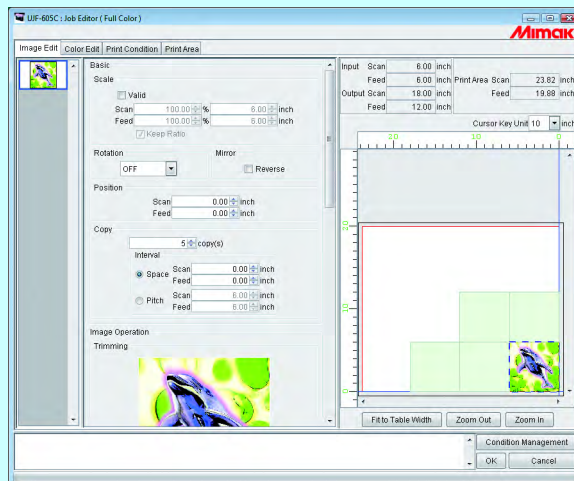 UJF-605C : Job Editor ( Full Color )
Mimaki
Image Edit Color Edit Print Condition Print Area
Basic
Scale
Valid
Scan 100.00 % 6.00 inch
Feed 100.00 % 6.00 inch
Keep Ratio
Rotation Mirror
OFF Reverse
Position
Scan 0.00 inch
Feed 0.00 inch
Copy
5 copy(s)
Interval
Space Scan 0.00 inch
Feed 0.00 inch
Pitch Scan 6.00 inch
Feed 6.00 inch
Image Operation
Trimming
Input Scan 6.00 inch
Feed 6.00 inch Print Area Scan 23.82 inch
Output Scan 18.00 inch Feed 19.88 inch
Feed 12.00 inch
Cursor Key Unit 10 inch
20 10 0
20
10
0
Fit to Table Width Zoom Out Zoom In
Condition Management
OK Cancel